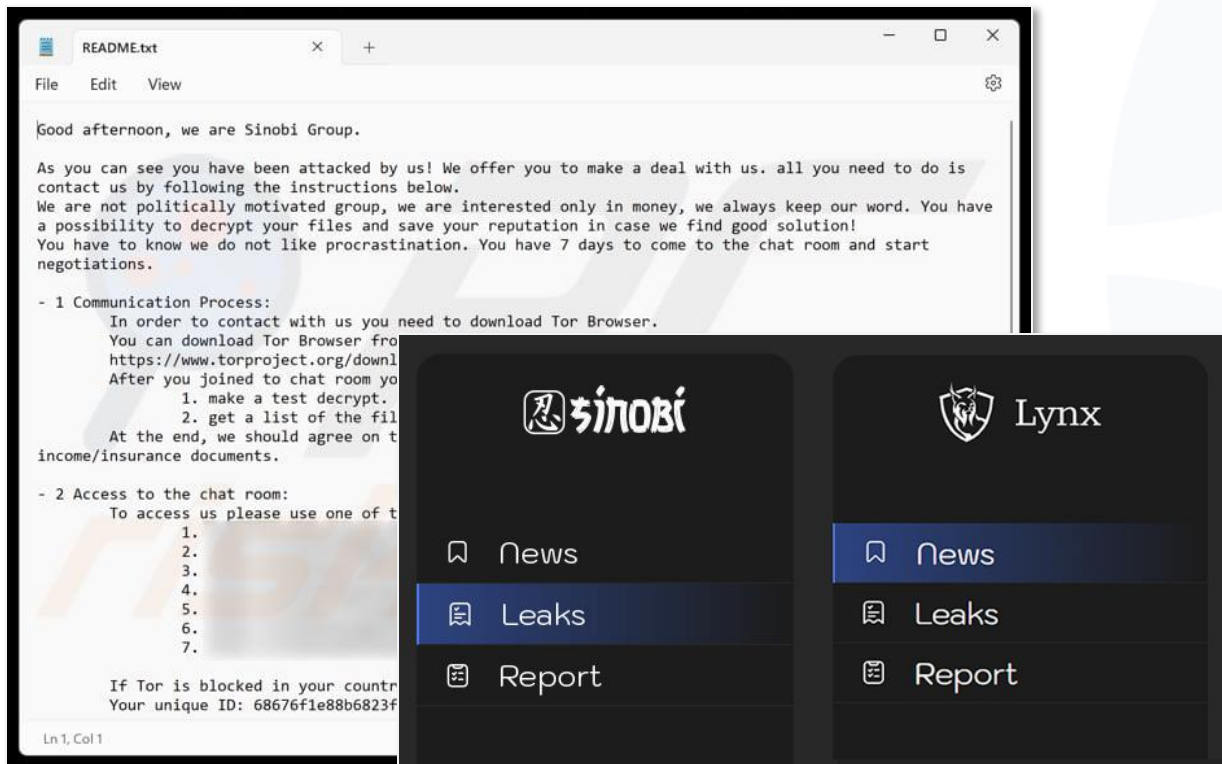 README.txt
File Edit View
Good afternoon, we are Sinobi Group.
As you can see you have been attacked by us! We offer you to make a deal with us. all you need to do is
contact us by following the instructions below.
We are not politically motivated group, we are interested only in money, we always keep our word. You have
a possibility to decrypt your files and save your reputation in case we find good solution!
You have to know we do not like procrastination. You have 7 days to come to the chat room and start
negotiations.
- 1 Communication Process:
In order to contact with us you need to download Tor Browser.
You can download Tor Browser fro
https://www.torproject.org/downl
After you joined to chat room yo
1. make a test decrypt.
2. get a list of the fil
At the end, we should agree on t
income/insurance documents.
- 2 Access to the chat room:
To access us please use one of t
1.
2.
3.
4.
5.
6.
7.
If Tor is blocked in your countr
Your unique ID: 68676f1e88b6823f
Ln 1, Col 1
忍 sinobi
News
Leaks
Report
Lynx
News
Leaks
Report